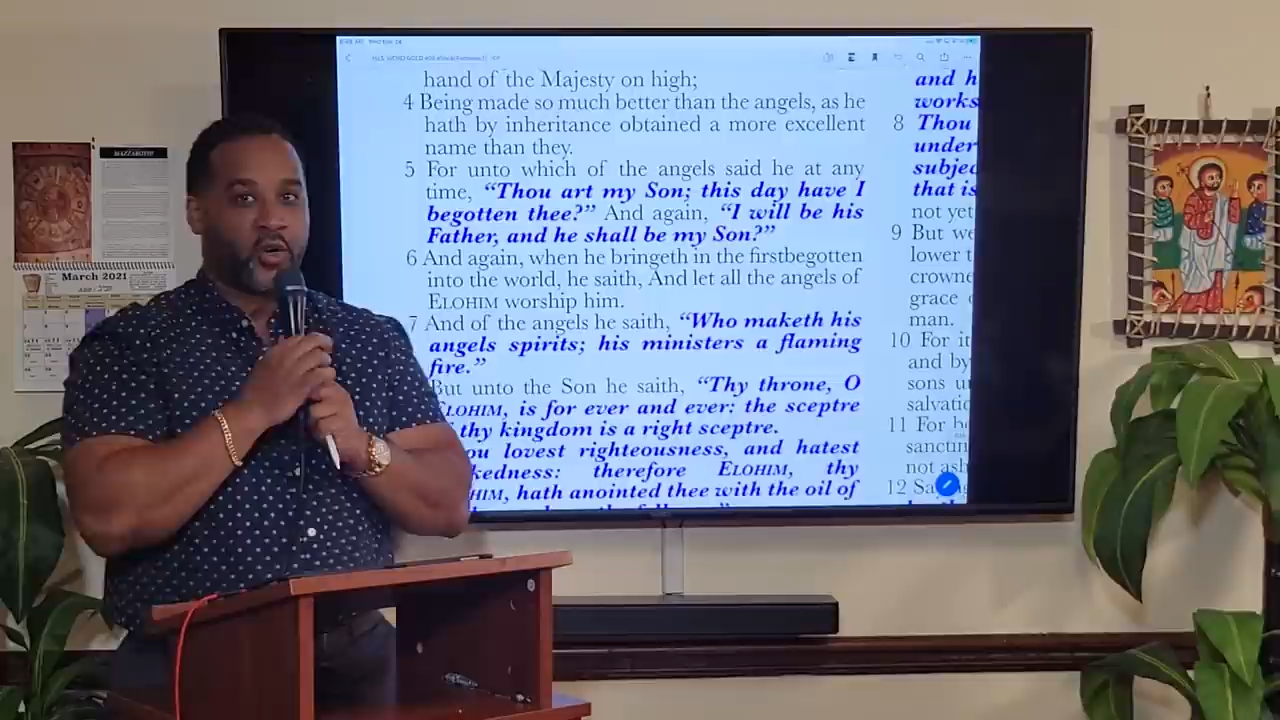 hand of the Majesty on high;
4 Being made so much better than the angels, as he
hath by inheritance obtained a more excellent
name than they.
5 For unto which of the angels said he at any
time, “Thou art my Son; this day have I
begotten thee?” And again, “I will be his
Father, and he shall be my Son?”
6 And again, when he bringeth in the firstbegotten
into the world, he saith, And let all the angels of
ELOHIM worship him.
7 And of the angels he saith, “Who maketh his
angels spirits; his ministers a flaming
fire.”
But unto the Son he saith, “Thy throne, O
ELOHIM, is for ever and ever: the sceptre
thy kingdom is a right sceptre.
ou lovest righteousness, and hatest
kedness: therefore ELOHIM, thy
HIM, hath anointed thee with the oil of
and h
works
8 Thou
under
subjec
that is
not yet
9 But we
lower t
crowne
grace
man.
10 For it
and by
sons u
salvatio
11 For
sanctin
not ash
12 Sa
MAZZAROTH
March 2021